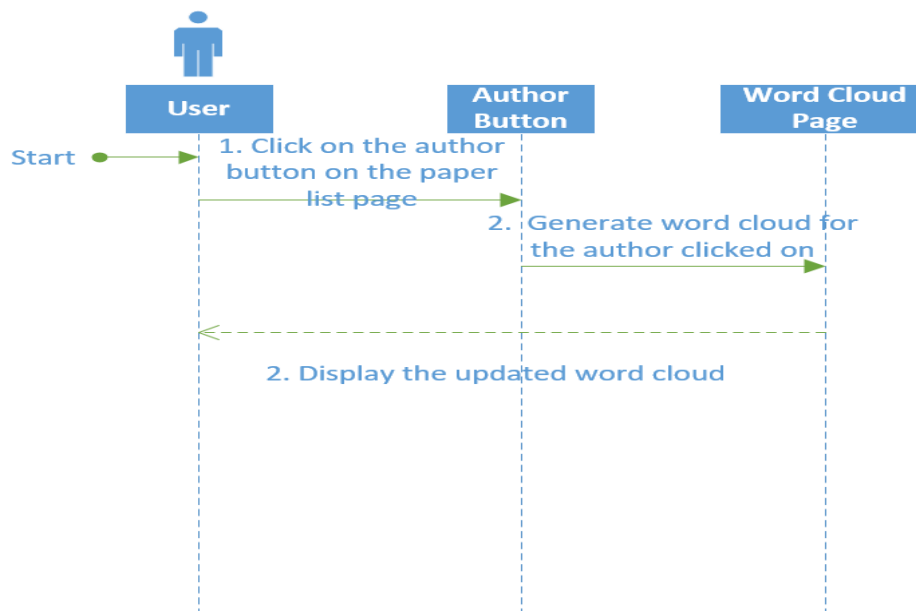 User
Author
Button
Word Cloud
Page
Start
1. Click on the author
button on the paper
list page
2. Generate word cloud for
the author clicked on
2. Display the updated word cloud